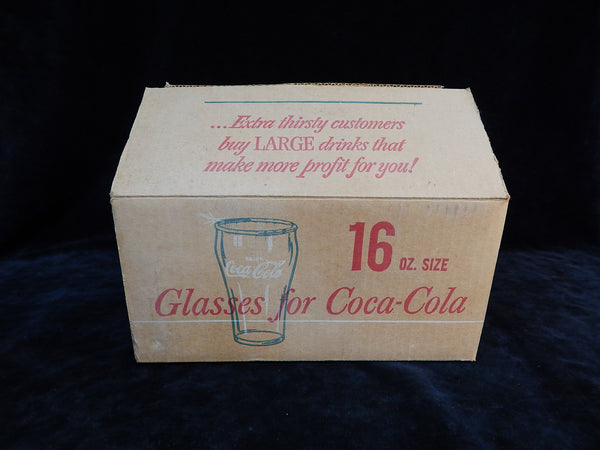 ...Extra thirsty customers
buy LARGE drinks that
make more profit for you!
16 OZ. SIZE
Coca-Cola
Glasses for Coca-Cola